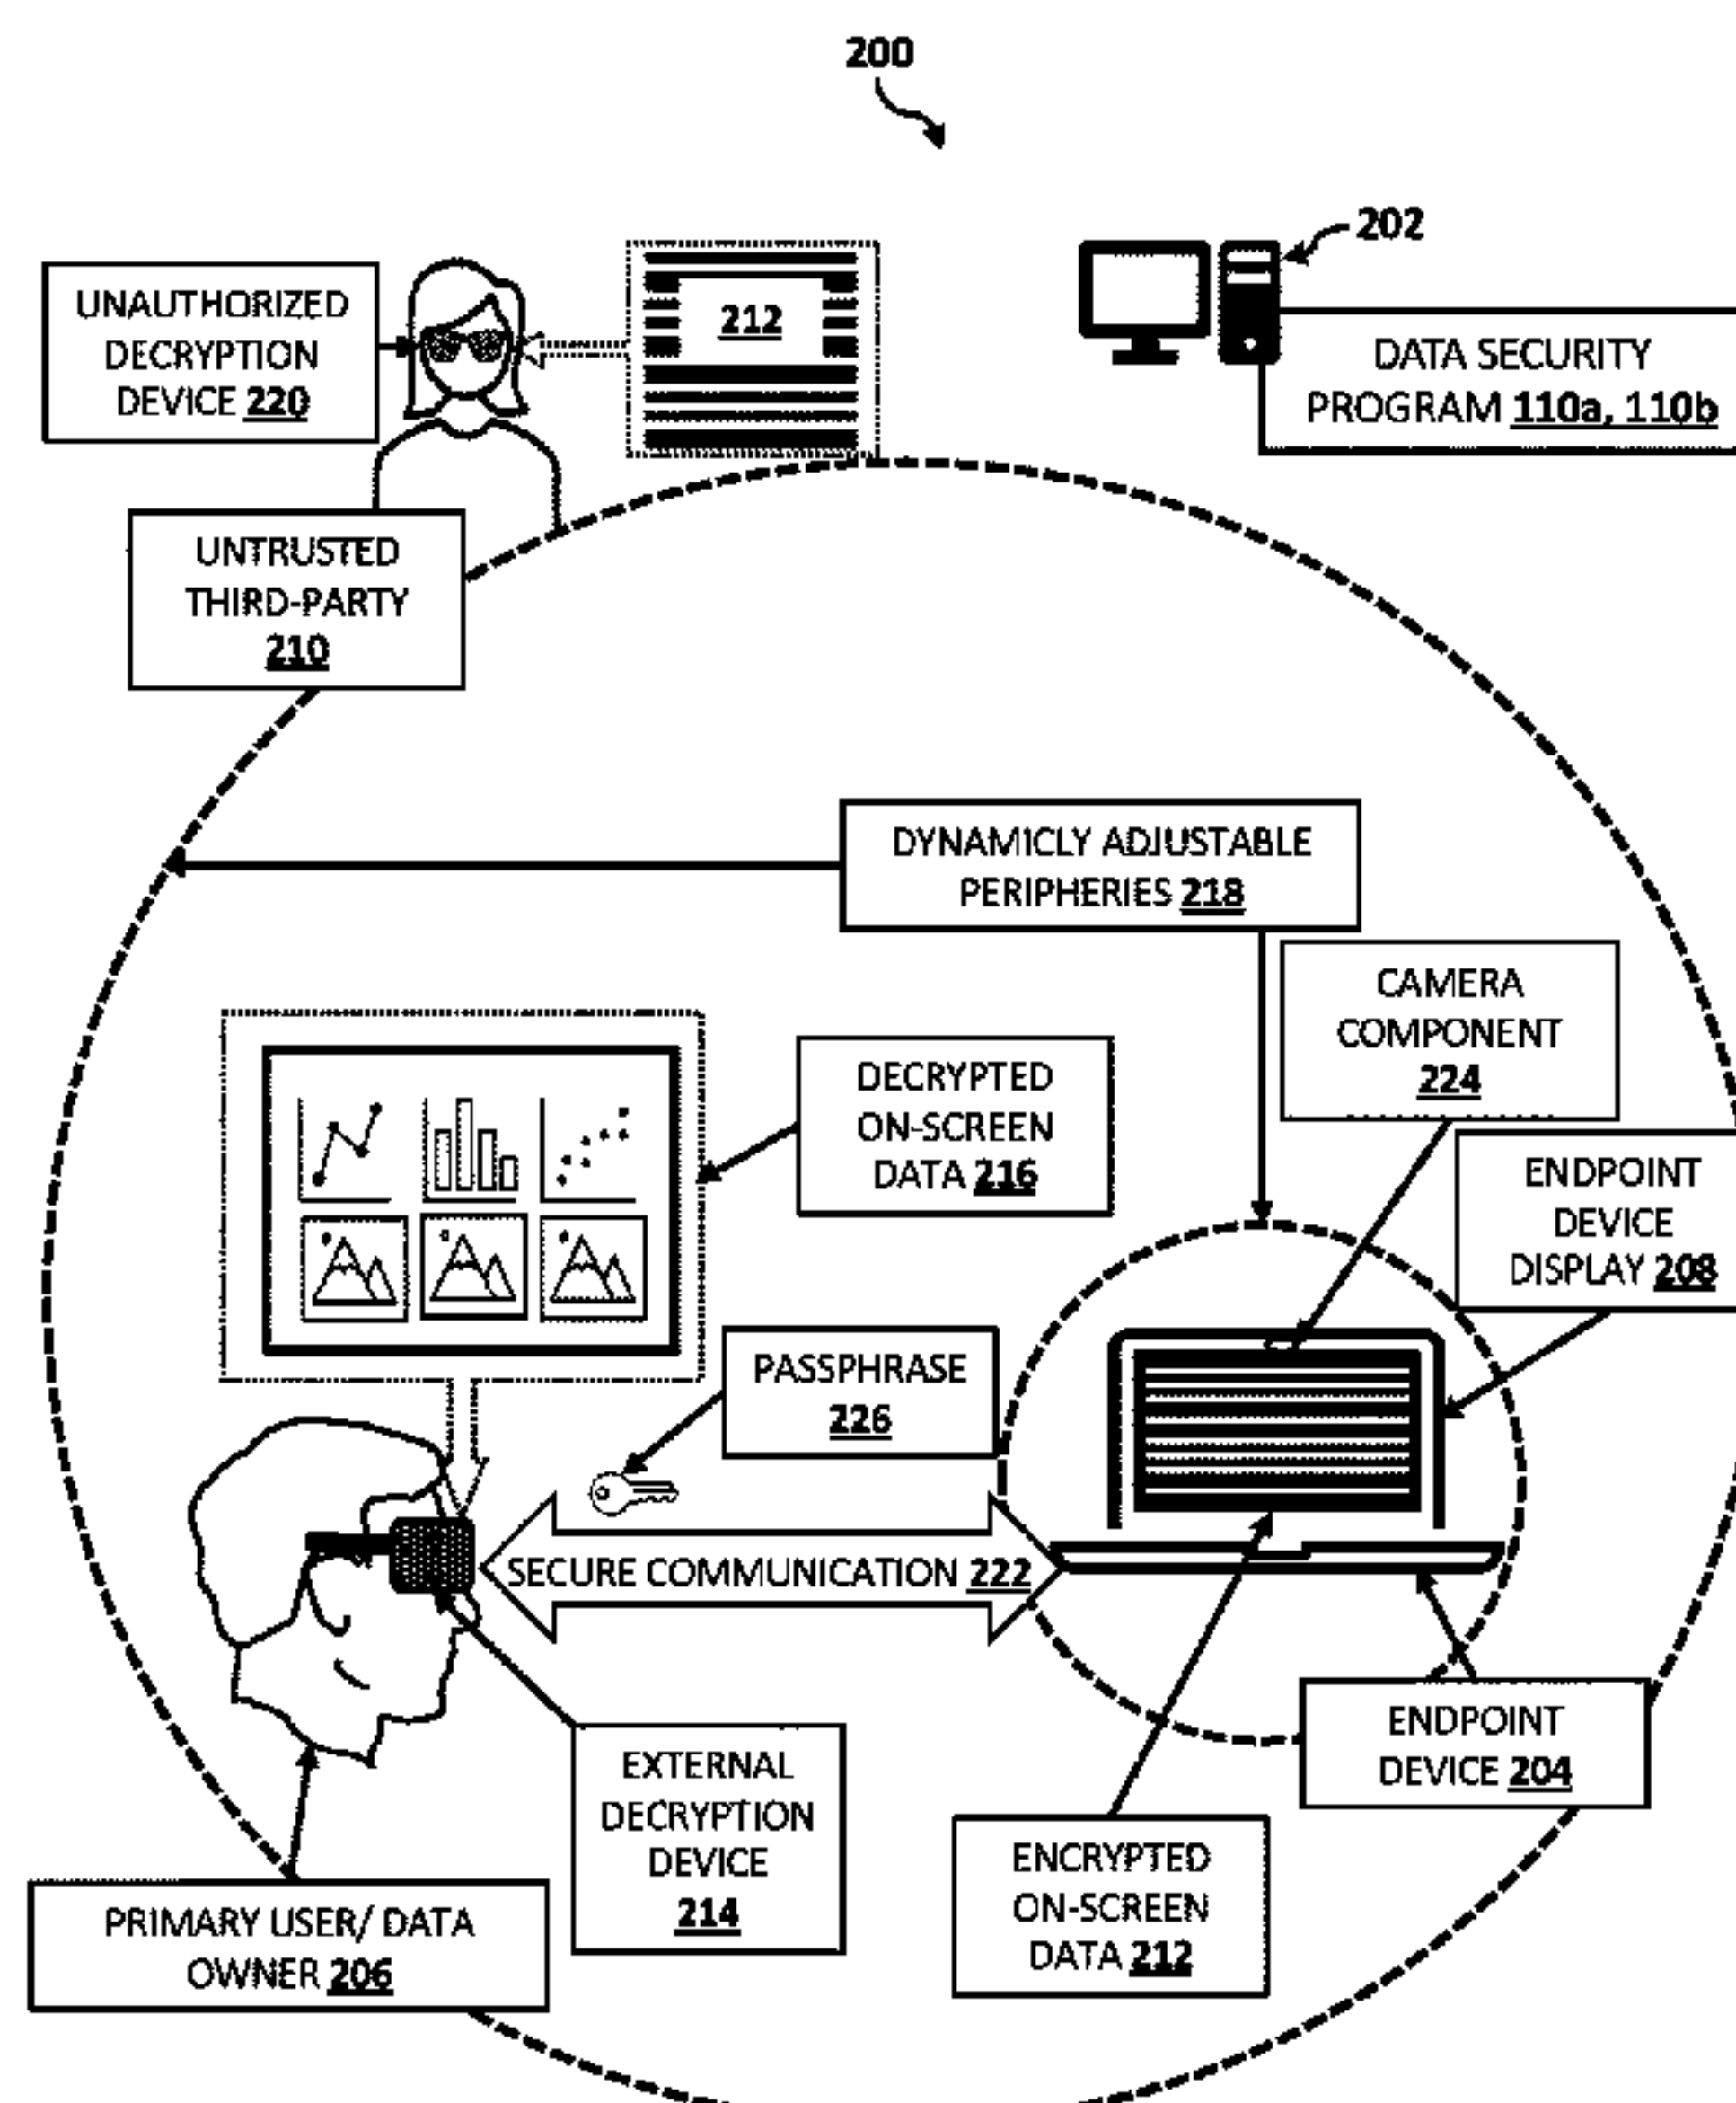 200
202
UNAUTHORIZED
DECRYPTION
DEVICE 220
212
DATA SECURITY
PROGRAM 110a, 110b
UNTRUSTED
THIRD-PARTY
210
DYNAMICLY ADJUSTABLE
PERIPHERIES 218
CAMERA
COMPONENT
224
DECRYPTED
ON-SCREEN
DATA 216
ENDPOINT
DEVICE
DISPLAY 208
PASSPHRASE
226
SECURE COMMUNICATION 222
ENDPOINT
DEVICE 204
EXTERNAL
DECRYPTION
DEVICE
214
ENCRYPTED
ON-SCREEN
DATA 212
PRIMARY USER/ DATA
OWNER 206